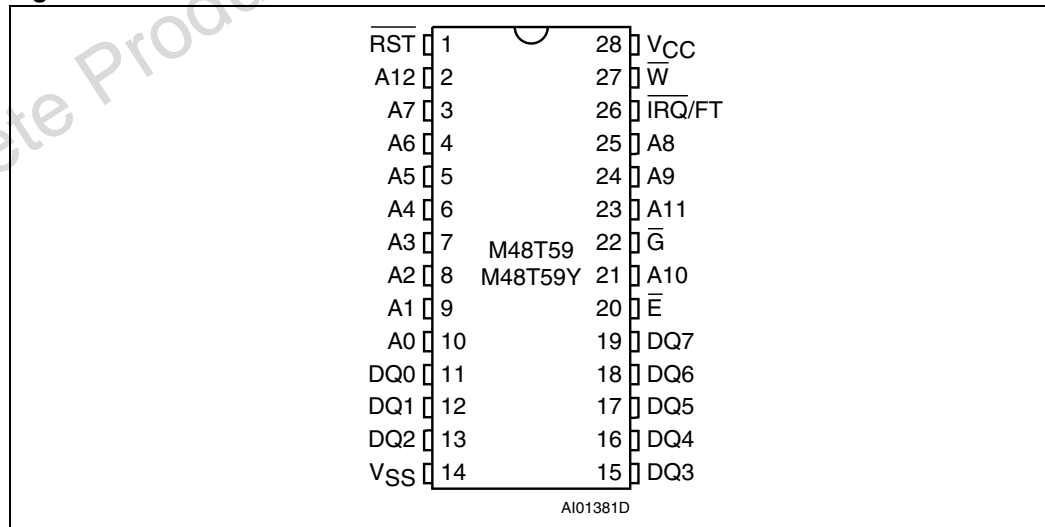 ete Produ
R̅S̅T̅ 1 28 VCC
A12 2 27 W̅
A7 3 26 I̅R̅Q̅/FT
A6 4 25 A8
A5 5 24 A9
A4 6 23 A11
A3 7 22 G̅
M48T59
A2 8 M48T59Y 21 A10
A1 9 20 E̅
A0 10 19 DQ7
DQ0 11 18 DQ6
DQ1 12 17 DQ5
DQ2 13 16 DQ4
VSS 14 15 DQ3
AI01381D